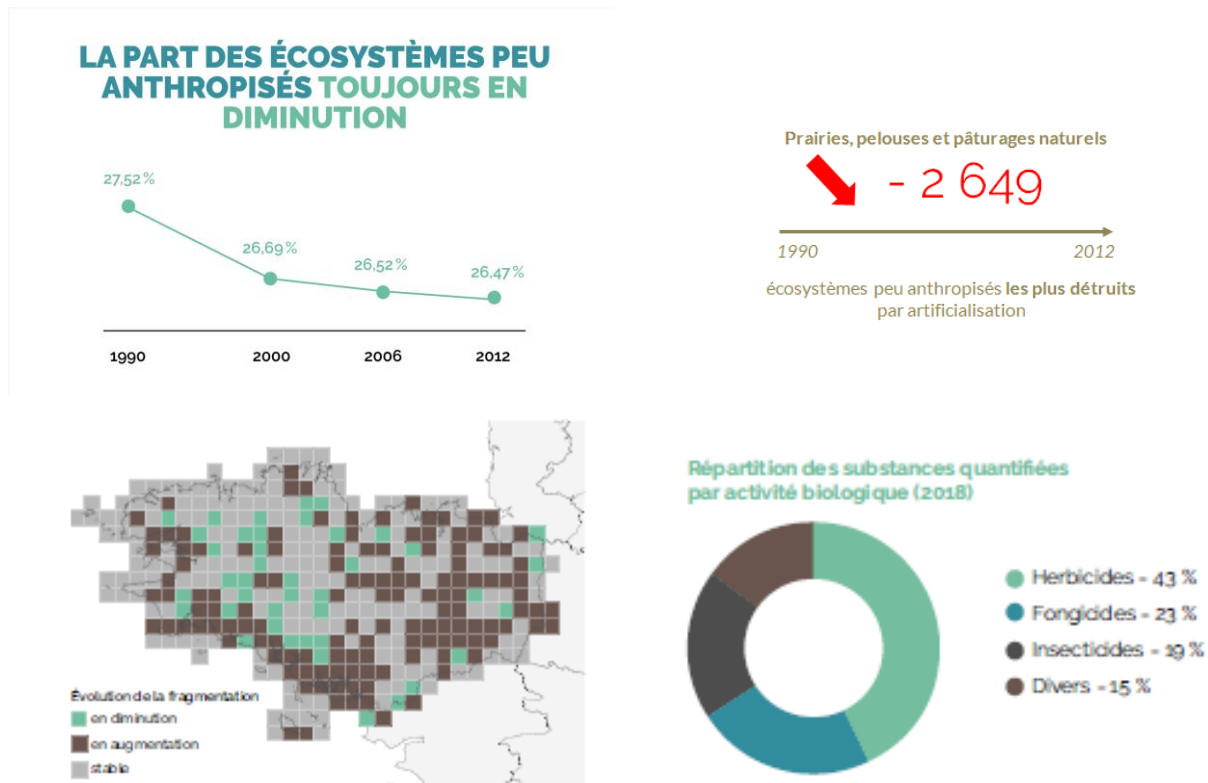 LA PART DES ÉCOSYSTÈMES PEU
ANTHROPISÉS TOUJOURS EN
DIMINUTION
27,52 %
26,69 %
26,52 %
26,47 %
1990
2000
2006
2012
Prairies, pelouses et pâturages naturels
- 2 649
1990
2012
écosystèmes peu anthropisés les plus détruits
par artificialisation
Évolution de la fragmentation
en diminution
en augmentation
stable
Répartition des substances quantifiées
par activité biologique (2018)
Herbicides - 43 %
Fongicides - 23 %
Insecticides - 19 %
Divers - 15 %